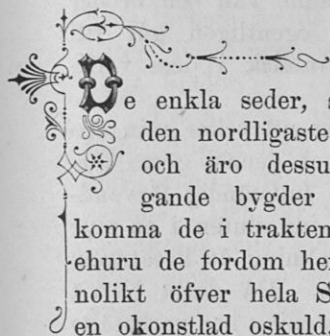 De enkla seder, s
den nordligaste
och äro dessu
gande bygder
komma de i trakten
ehuru de fordom her
nolikt öfver hela S
en okonstlad oskuld.